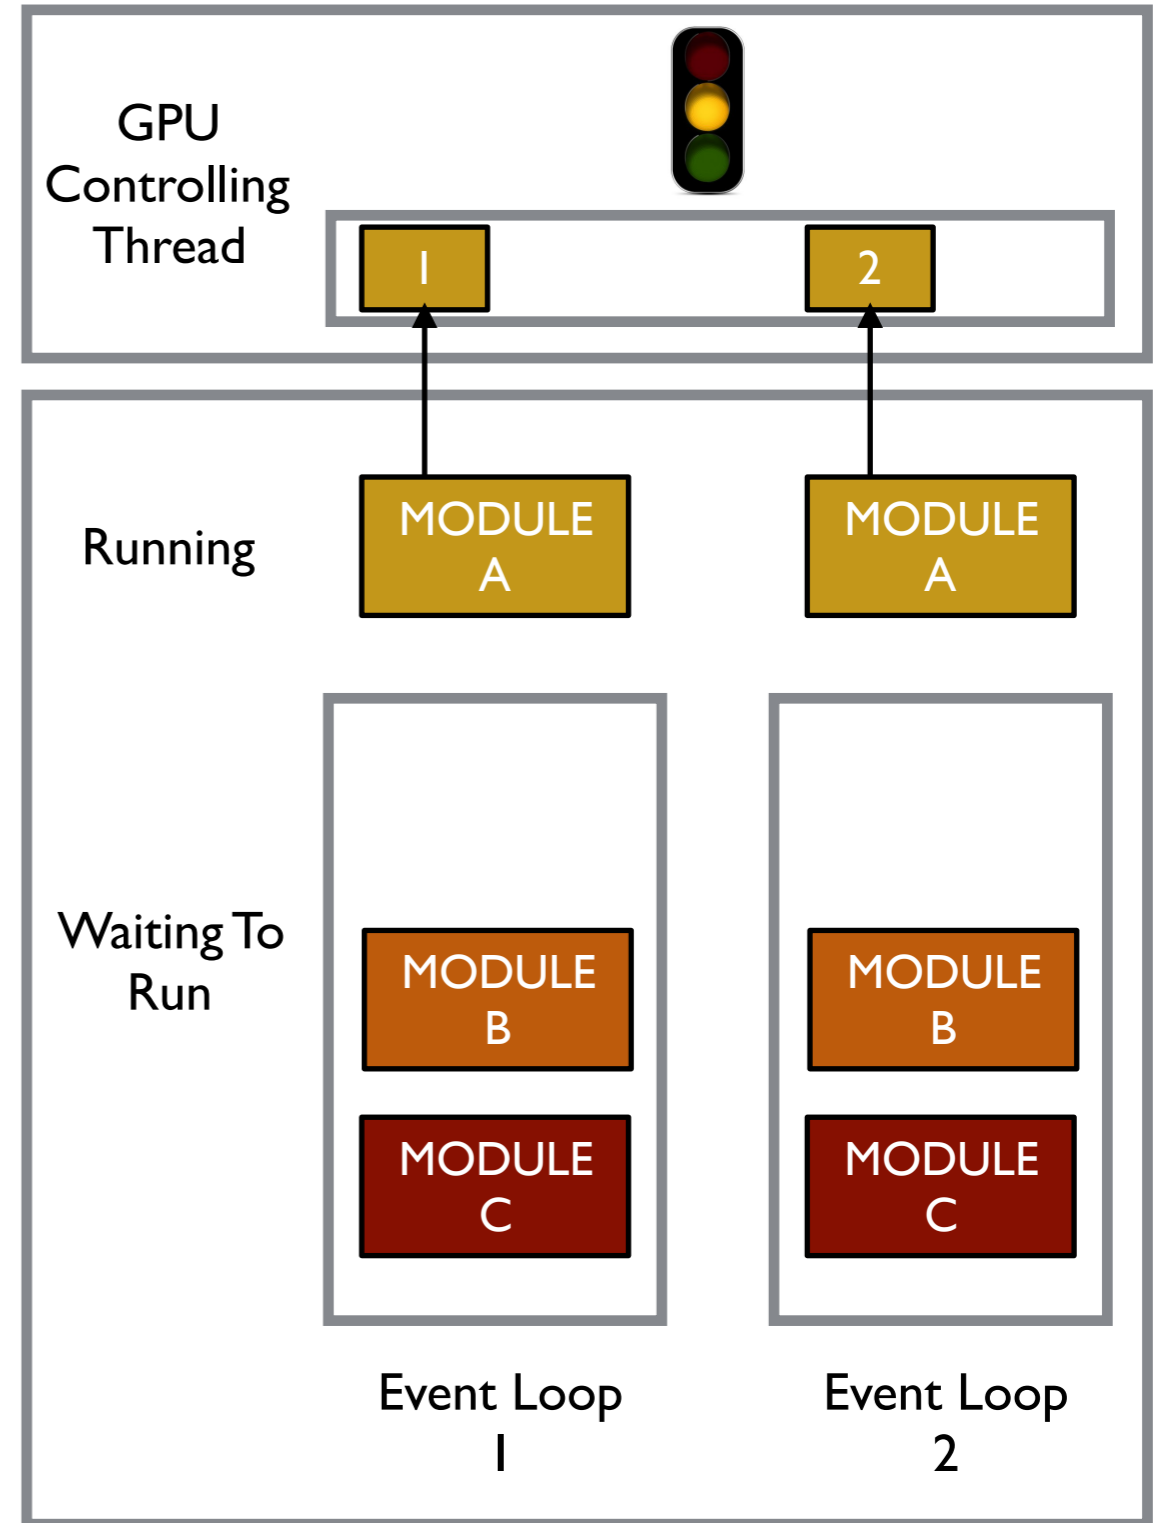 GPU
Controlling
Thread
1
2
Running
MODULE
A
MODULE
A
Waiting To
Run
MODULE
B
MODULE
B
MODULE
C
MODULE
C
Event Loop
1
Event Loop
2